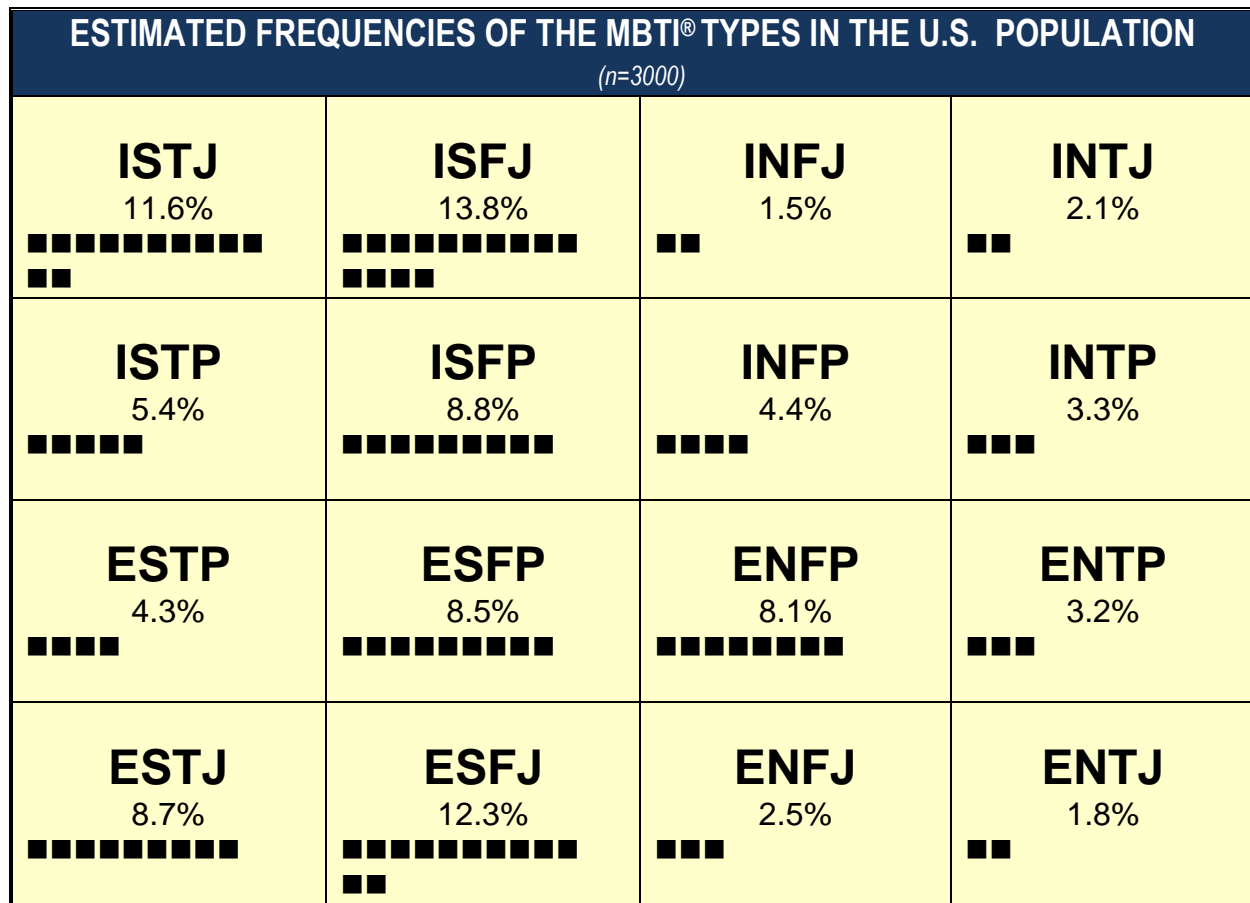 ESTIMATED FREQUENCIES OF THE MBTI® TYPES IN THE U.S. POPULATION
(n=3000)
ISTJ
11.6%
ISFJ
13.8%
INFJ
1.5%
INTJ
2.1%
ISTP
5.4%
ISFP
8.8%
INFP
4.4%
INTP
3.3%
ESTP
4.3%
ESFP
8.5%
ENFP
8.1%
ENTP
3.2%
ESTJ
8.7%
ESFJ
12.3%
ENFJ
2.5%
ENTJ
1.8%